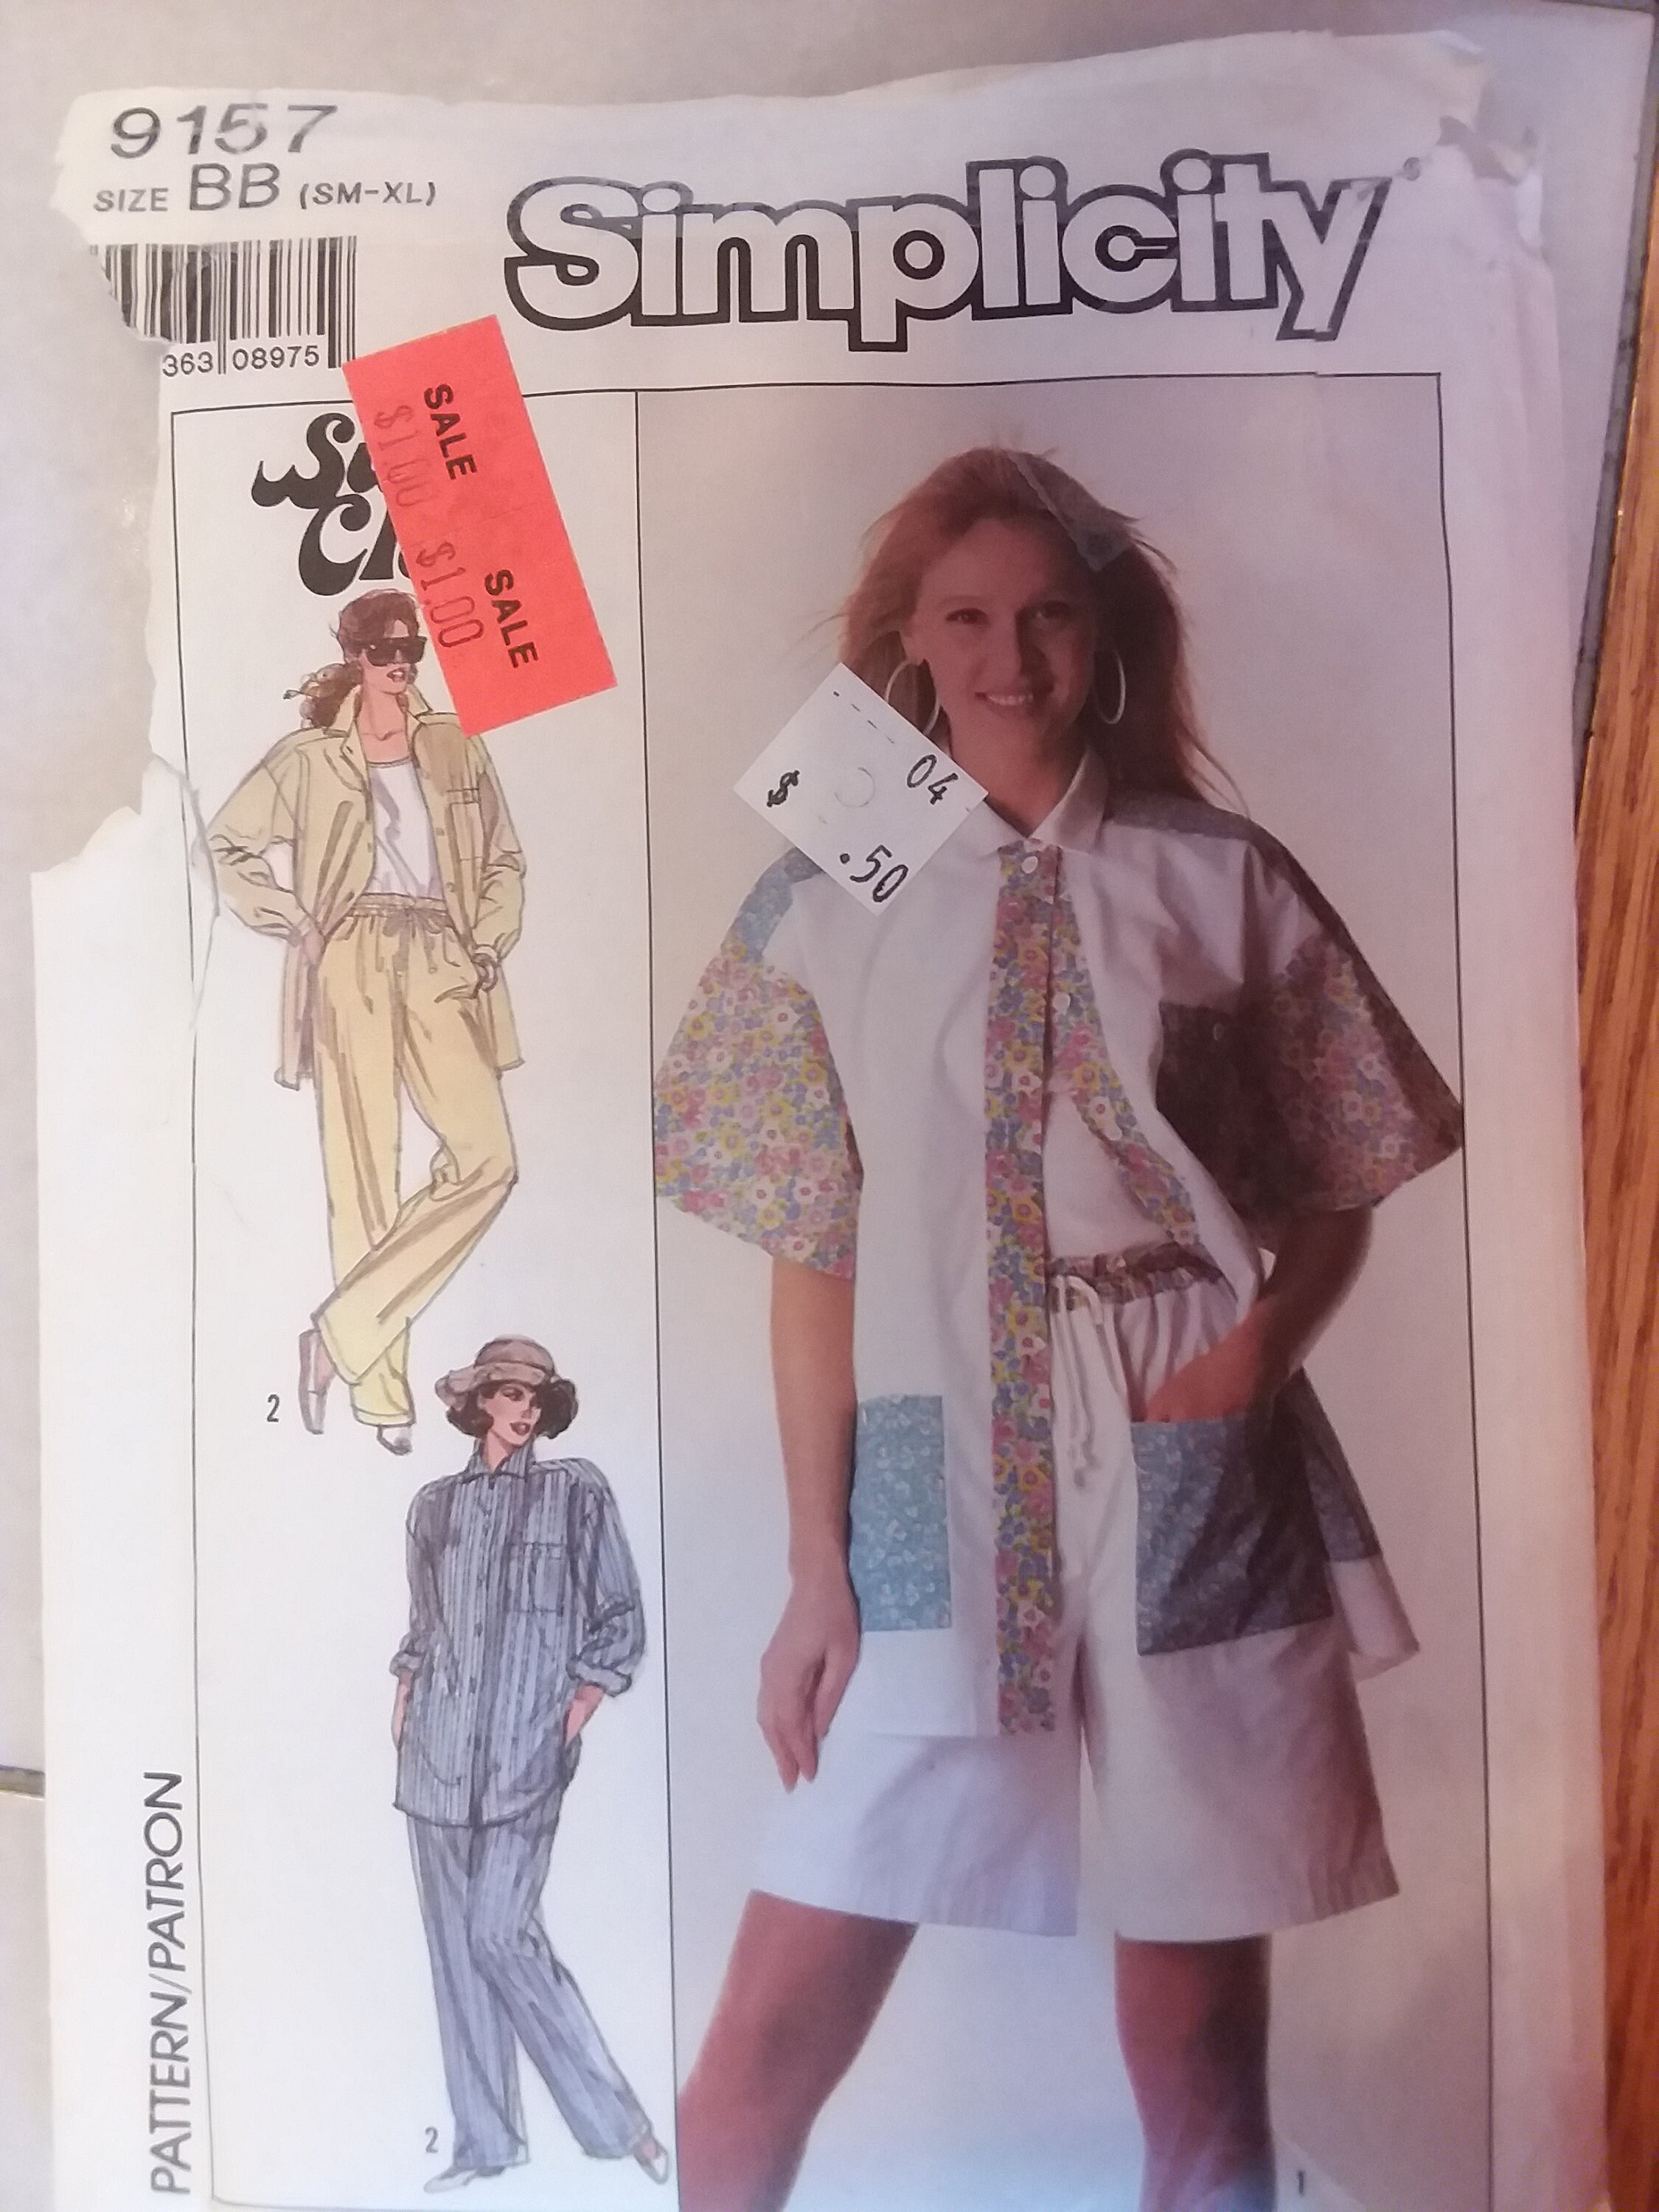 9157
SIZE BB (SM-XL)
Simplicity
363 08975
SALE
$1.00
SALE
$1.00
04
$ .50
2
2
1
PATTERN/PATRON